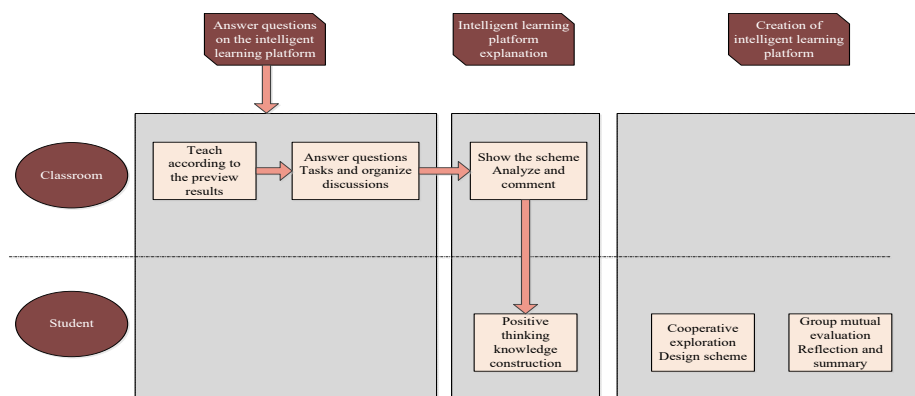 Answer questions
on the intelligent
learning platform
Intelligent learning
platform
explanation
Creation of
intelligent learning
platform
Classroom
Teach
according to
the preview
results
Answer questions
Tasks and organize
discussions
Show the scheme
Analyze and
comment
Student
Positive
thinking
knowledge
construction
Cooperative
exploration
Design scheme
Group mutual
evaluation
Reflection and
summary